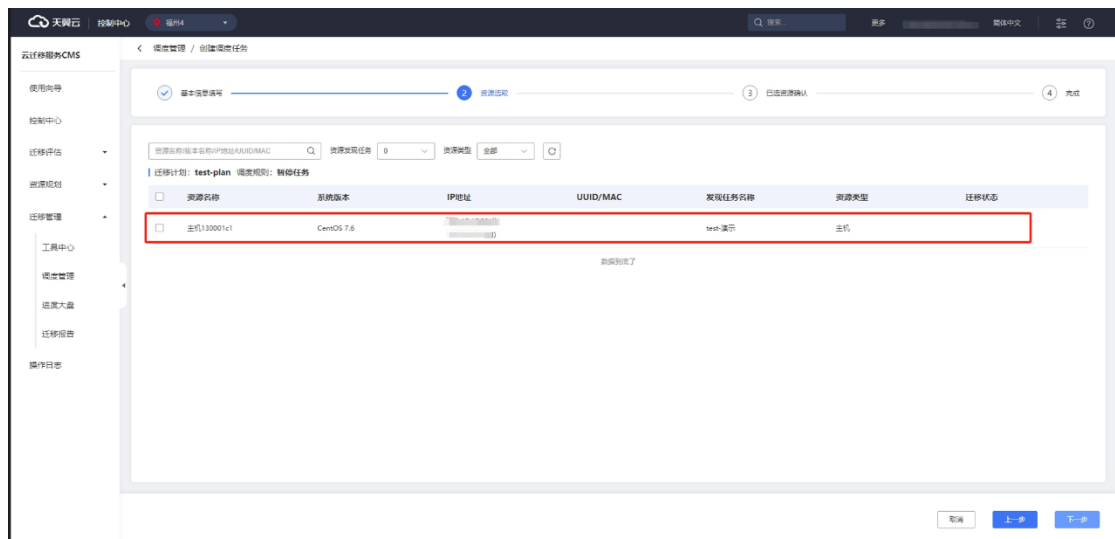 天翼云 控制中心 福州4 搜索... 更多 简体中文
云迁移服务CMS
使用向导
控制中心
迁移评估
资源规划
迁移管理
工具中心
调度管理
进度大盘
迁移报告
操作日志
调度管理 / 创建调度任务
基本信息填写 2 资源选取 3 已选资源确认 4 完成
资源名称/版本名称/IP地址/UUID/MAC 资源发现任务 0 资源类型 全部
迁移计划: test-plan 调度规则: 暂停任务
资源名称 系统版本 IP地址 UUID/MAC 发现任务名称 资源类型 迁移状态
主机130001c1 CentOS 7.6 test-演示 主机
数据到底了
取消 上一步 下一步